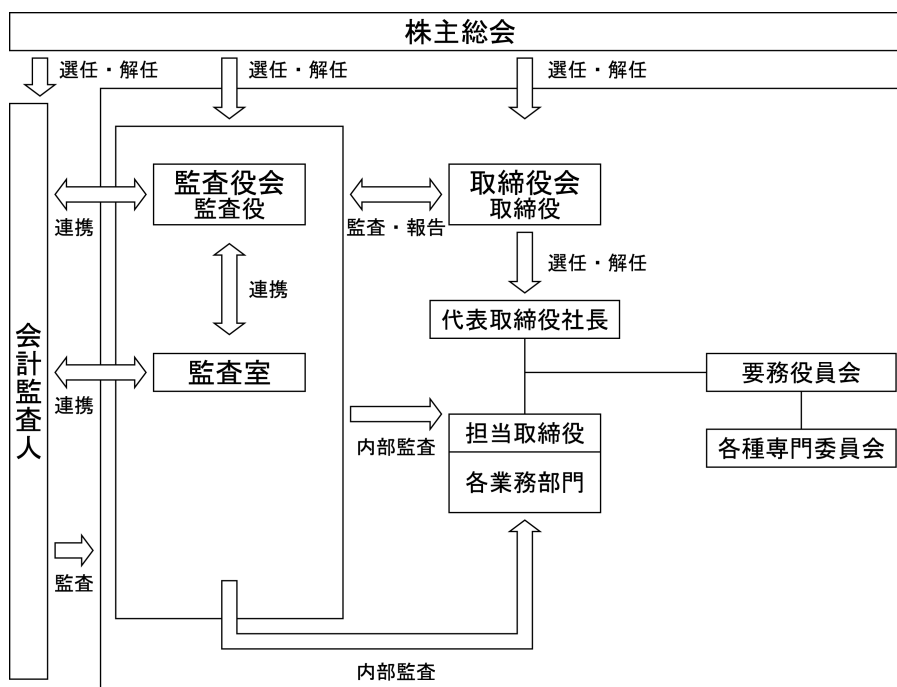 株主総会
選任・解任
選任・解任
選任・解任
監査役会
監査役
取締役会
取締役
連携
監査・報告
選任・解任
連携
代表取締役社長
会計監査人
監査室
要務役員会
連携
内部監査
担当取締役
各業務部門
各種専門委員会
監査
内部監査